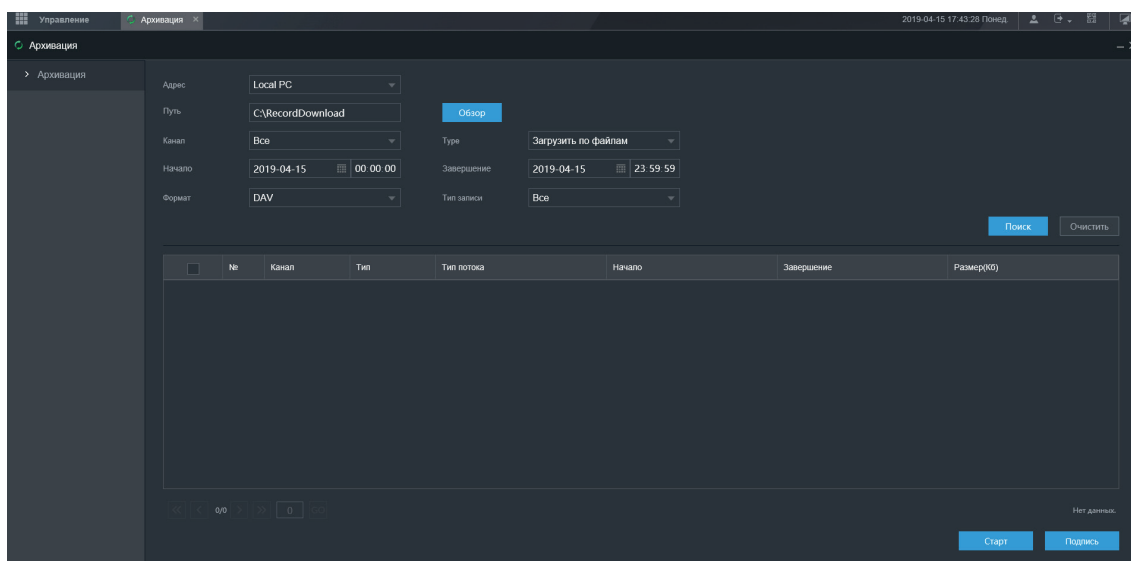 Управление Архивация × 2019-04-15 17:43:28 Понед.
Архивация
Архивация
Адрес Local PC
Путь C:\RecordDownload Обзор
Канал Все Type Загрузить по файлам
Начало 2019-04-15 00:00:00 Завершение 2019-04-15 23:59:59
Формат DAV Тип записи Все
Поиск Очистить
№ Канал Тип Тип потока Начало Завершение Размер(Кб)
0/0 0
Нет данных.
Старт Подпись